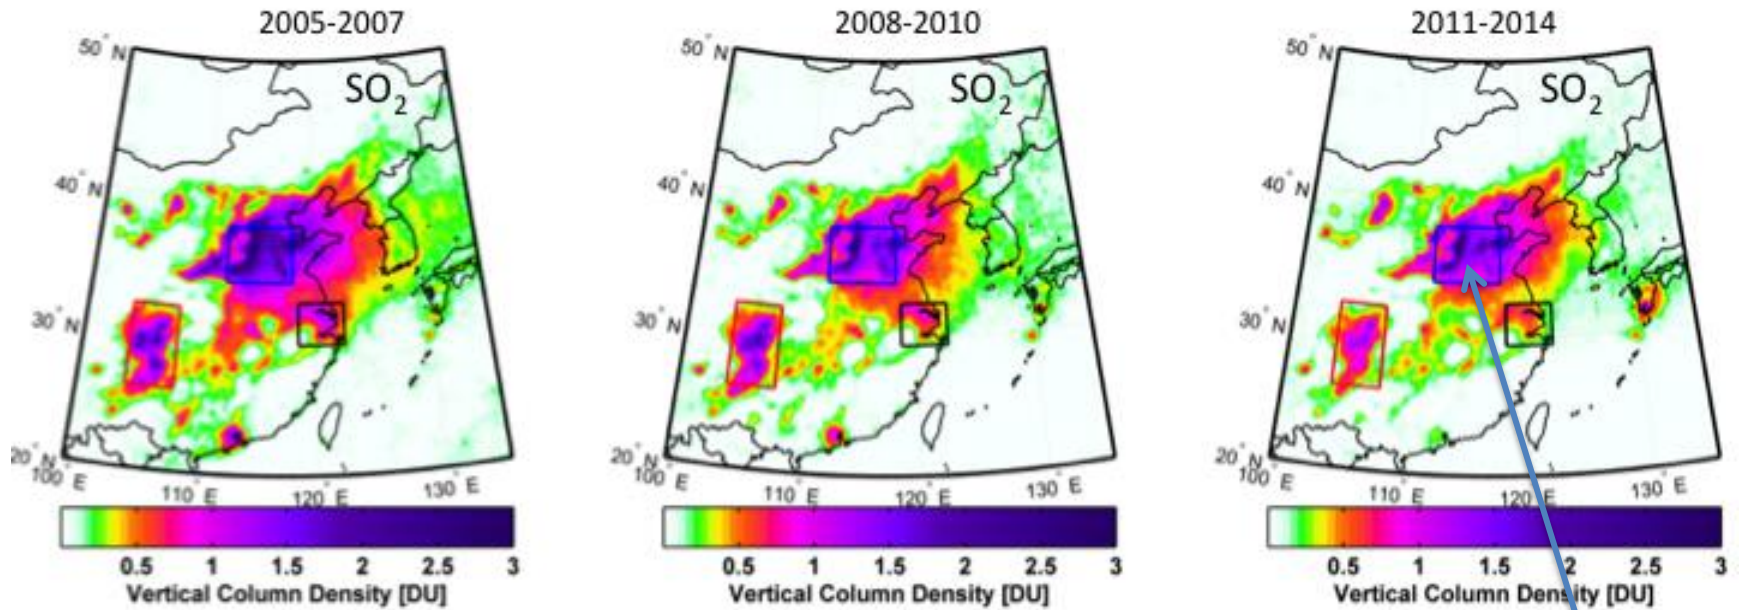 2005-2007
50° N
SO2
40° N
30° N
20° N
100° E
110° E
120° E
130° E
0.5 1 1.5 2 2.5 3
Vertical Column Density [DU]
2008-2010
50° N
SO2
40° N
30° N
20° N
100° E
110° E
120° E
130° E
0.5 1 1.5 2 2.5 3
Vertical Column Density [DU]
2011-2014
50° N
SO2
40° N
30° N
20° N
100° E
110° E
120° E
130° E
0.5 1 1.5 2 2.5 3
Vertical Column Density [DU]